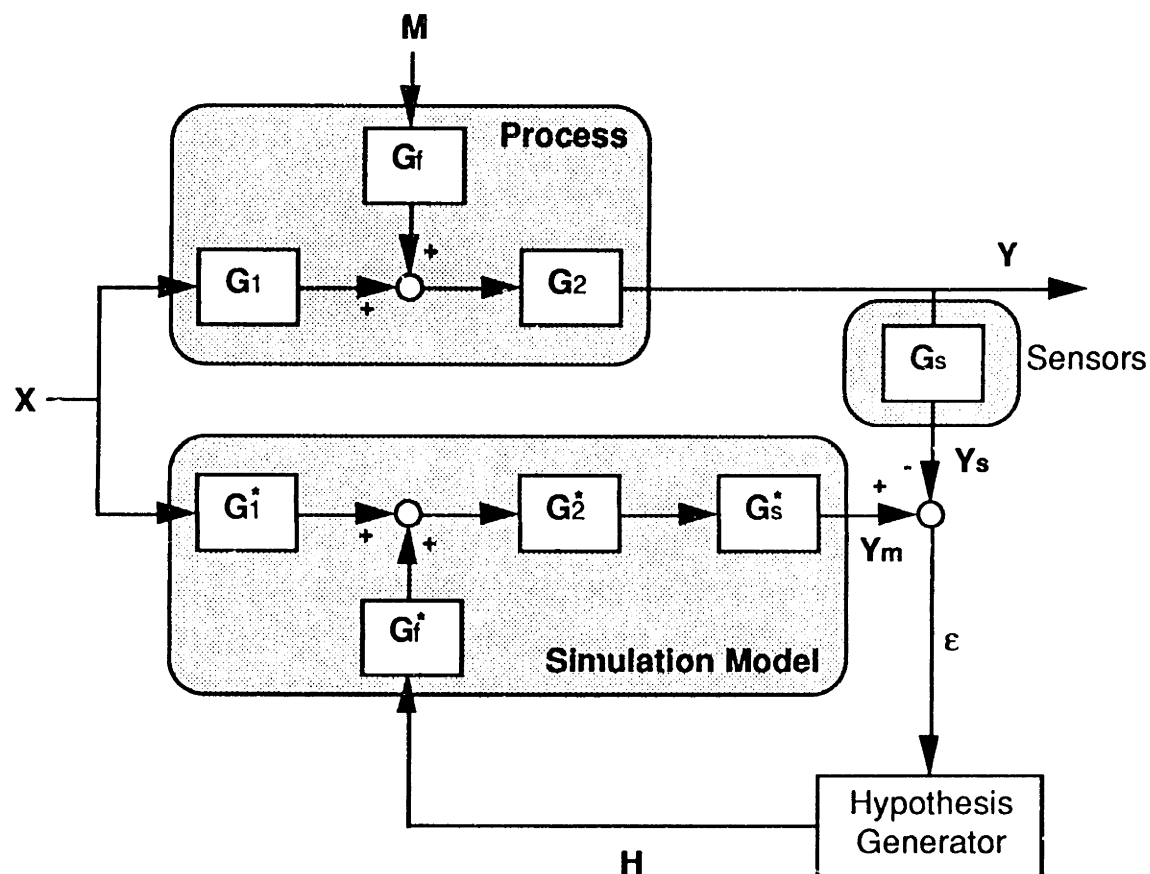 M
Process
Gf
+
Y
G1
+
G2
Gs
Sensors
X
-
Ys
G1*
+
+
G2*
Gs*
+
Ym
Gf*
Simulation Model
ε
Hypothesis
Generator
H